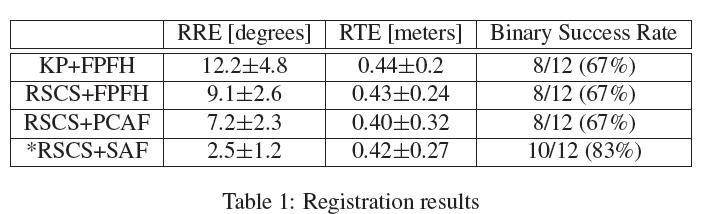 RRE [degrees] RTE [meters] Binary Success Rate
KP+FPFH 12.2±4.8 0.44±0.2 8/12 (67%)
RSCS+FPFH 9.1±2.6 0.43±0.24 8/12 (67%)
RSCS+PCAF 7.2±2.3 0.40±0.32 8/12 (67%)
*RSCS+SAF 2.5±1.2 0.42±0.27 10/12 (83%)
Table 1: Registration results